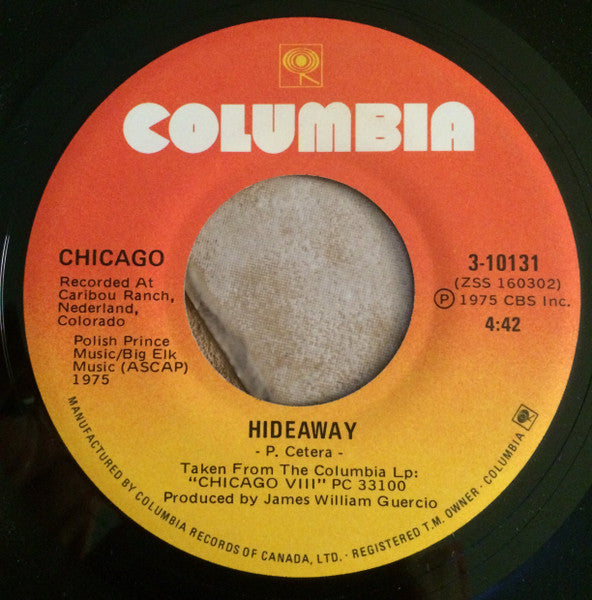 COLUMBIA
CHICAGO
Recorded At
Caribou Ranch,
Nederland,
Colorado
Polish Prince
Music/Big Elk
Music (ASCAP)
1975
3-10131
(ZSS 160302)
Ⓟ 1975 CBS Inc.
4:42
HIDEAWAY
- P. Cetera -
Taken From The Columbia Lp:
"CHICAGO VIII" PC 33100
Produced by James William Guercio
MANUFACTURED BY COLUMBIA RECORDS OF CANADA, LTD. · REGISTERED T.M. OWNER · COLUMBIA